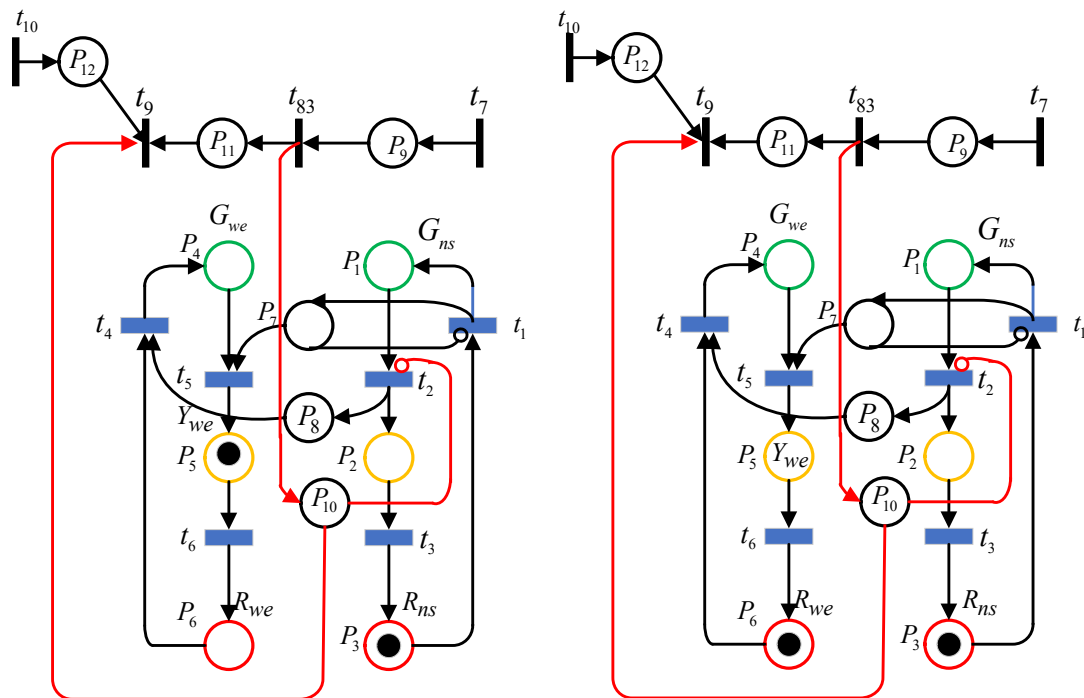 t10
P12
t9
t83
t7
P11
P9
Gwe
Gns
P4
P1
P7
t4
t1
t5
t2
Ywe
P8
P5
P2
P10
t6
t3
Rwe
Rns
P6
P3
t10
P12
t9
t83
t7
P11
P9
Gwe
Gns
P4
P1
P7
t4
t1
t5
t2
P8
P5
Ywe
P2
P10
t6
t3
Rwe
Rns
P6
P3